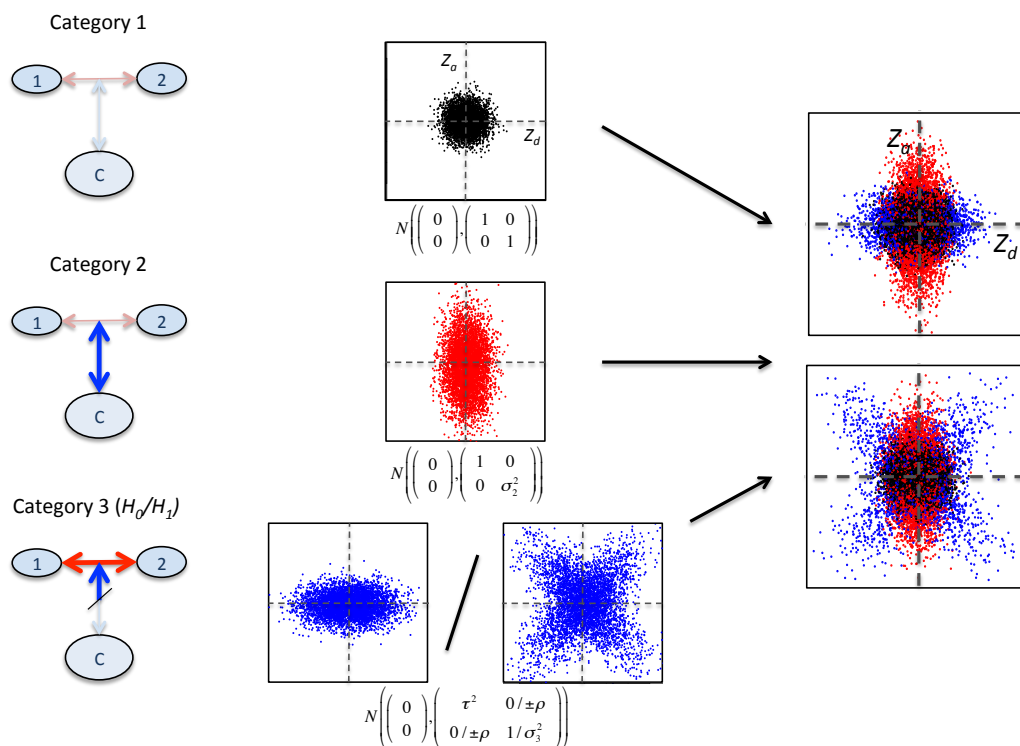 Category 1
1
2
C
Z_a
Z_d
N((0 0), (1 0 0 1))
Category 2
1
2
C
N((0 0), (1 0 0 σ_2^2))
Category 3 (H_0/H_1)
1
2
C
N((0 0), (τ^2 0/±ρ 0/±ρ 1/σ_3^2))
Z_a
Z_d